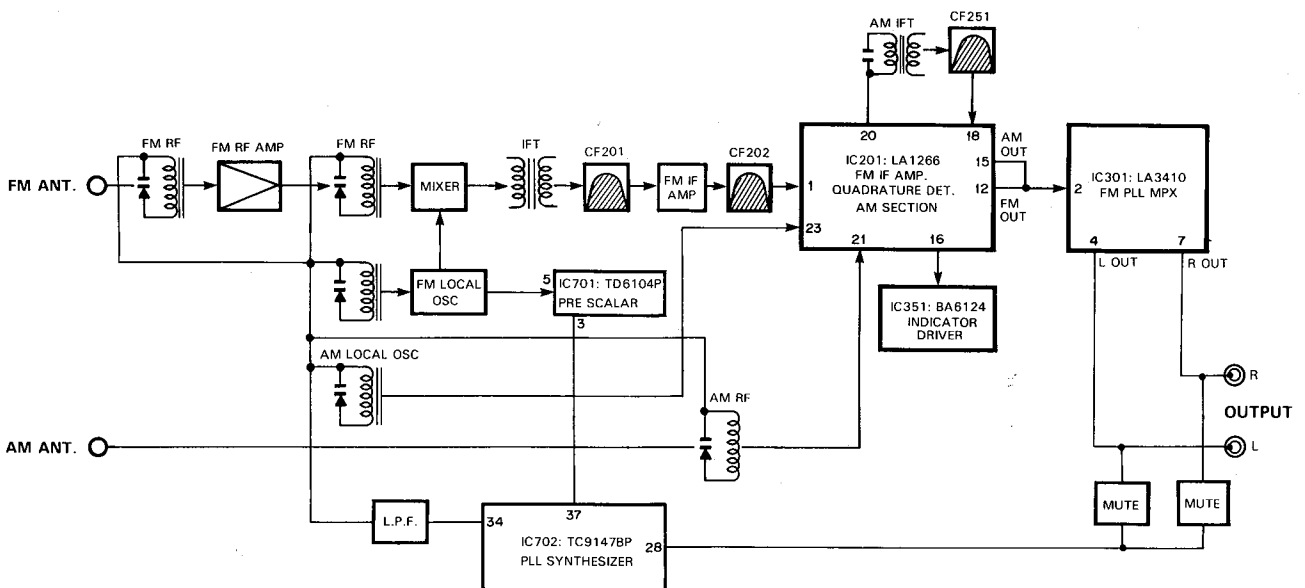 AM IFT
CF251
FM RF
FM RF AMP
FM RF
IFT
CF201
CF202
20
18
AM
OUT
15
IC201: LA1266
FM IF AMP.
QUADRATURE DET.
AM SECTION
IC301: LA3410
FM PLL MPX
FM ANT.
MIXER
FM IF
AMP
1
12
2
FM
OUT
23
21
16
4
7
L OUT
R OUT
FM LOCAL
OSC
5
IC701: TD6104P
PRE SCALAR
3
IC351: BA6124
INDICATOR
DRIVER
AM LOCAL OSC
AM RF
R
OUTPUT
L
AM ANT.
MUTE
MUTE
L.P.F.
34
37
IC702: TC9147BP
PLL SYNTHESIZER
28